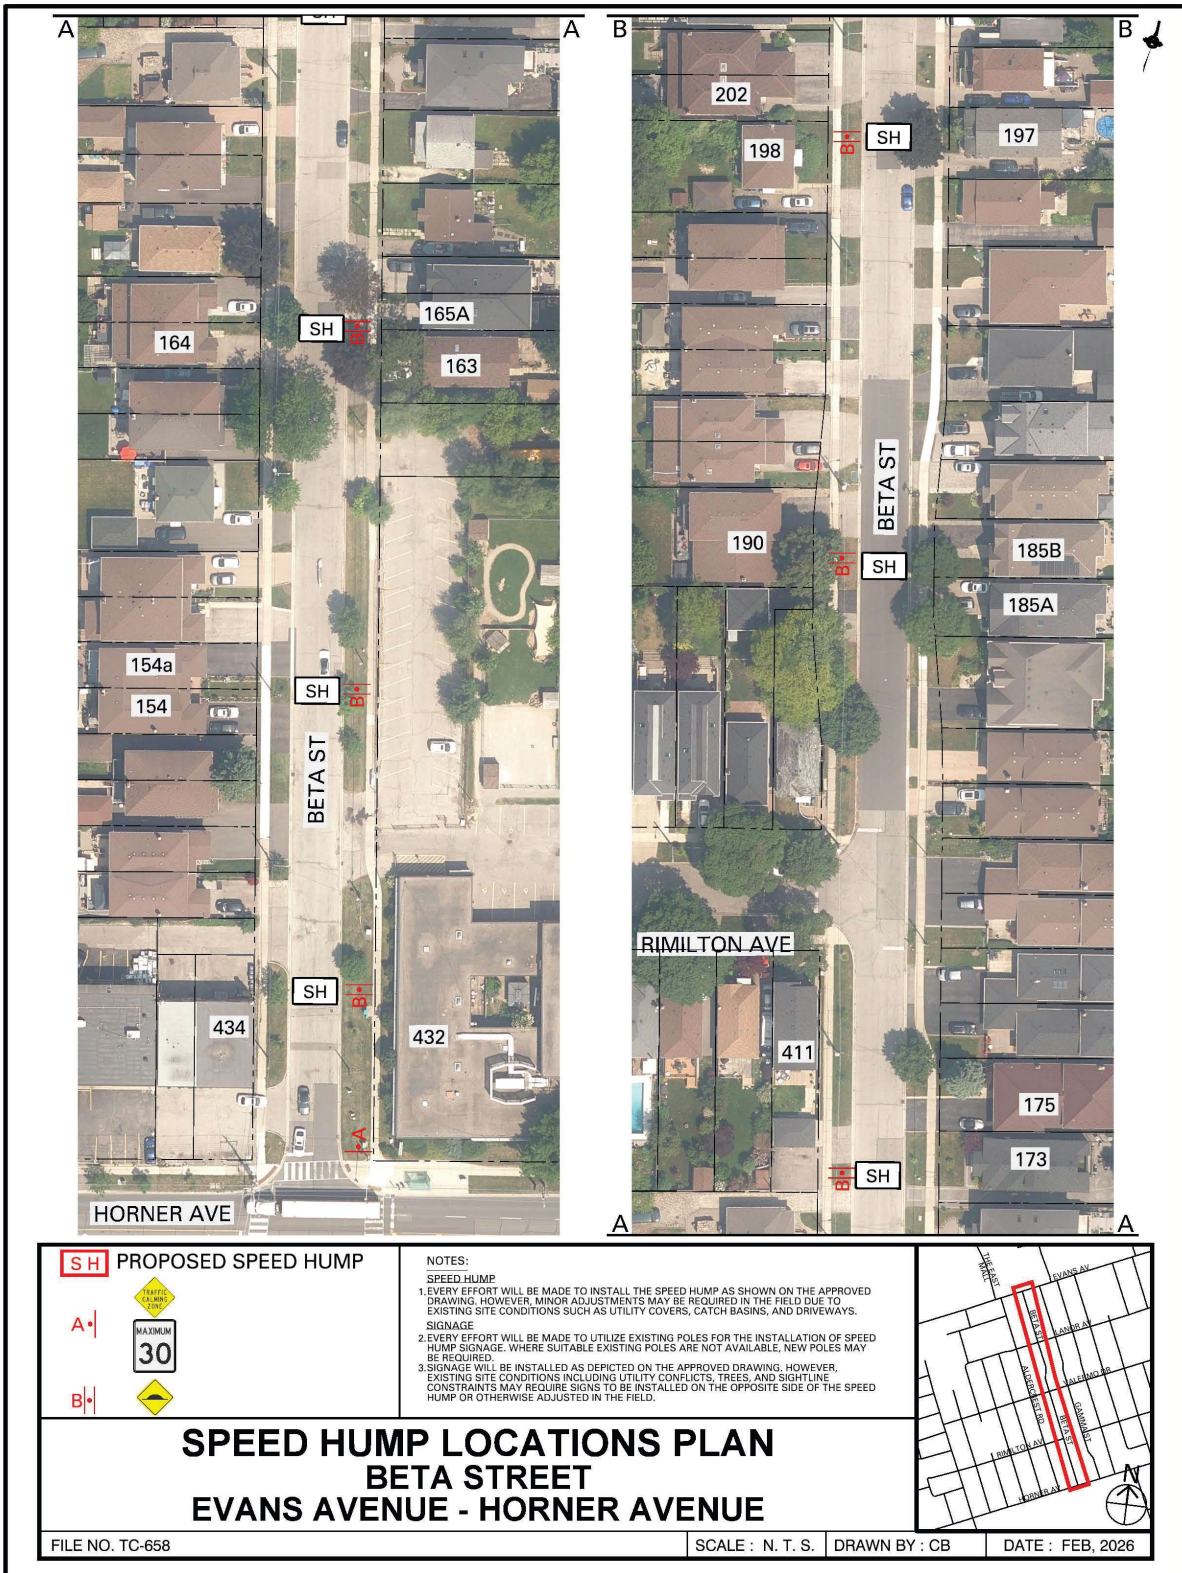 A
A
SH
164
SH
B
165A
163
154a
154
SH
B
BETA ST
SH
B
434
432
A
HORNER AVE
B
B
202
198
B
SH
197
BETA ST
190
B
SH
185B
185A
RIMILTON AVE
411
175
173
B
SH
A
A
SH PROPOSED SPEED HUMP
A
TRAFFIC
CALMING
ZONE
MAXIMUM
30
B
NOTES:
SPEED HUMP
1. EVERY EFFORT WILL BE MADE TO INSTALL THE SPEED HUMP AS SHOWN ON THE APPROVED
DRAWING. HOWEVER, MINOR ADJUSTMENTS MAY BE REQUIRED IN THE FIELD DUE TO
EXISTING SITE CONDITIONS SUCH AS UTILITY COVERS, CATCH BASINS, AND DRIVEWAYS.
SIGNAGE
2. EVERY EFFORT WILL BE MADE TO UTILIZE EXISTING POLES FOR THE INSTALLATION OF SPEED
HUMP SIGNAGE. WHERE SUITABLE EXISTING POLES ARE NOT AVAILABLE, NEW POLES MAY
BE REQUIRED.
3. SIGNAGE WILL BE INSTALLED AS DEPICTED ON THE APPROVED DRAWING. HOWEVER,
EXISTING SITE CONDITIONS INCLUDING UTILITY CONFLICTS, TREES, AND SIGHTLINE
CONSTRAINTS MAY REQUIRE SIGNS TO BE INSTALLED ON THE OPPOSITE SIDE OF THE SPEED
HUMP OR OTHERWISE ADJUSTED IN THE FIELD.
THE EAST
MALL
EVANS AV
BETA ST
LANOR AV
VALERMO DR
ALDERCREST RD
GAMMA ST
BETA ST
RIMILTON AV
HORNER AV
N
SPEED HUMP LOCATIONS PLAN
BETA STREET
EVANS AVENUE - HORNER AVENUE
FILE NO. TC-658
SCALE : N. T. S.
DRAWN BY : CB
DATE : FEB, 2026